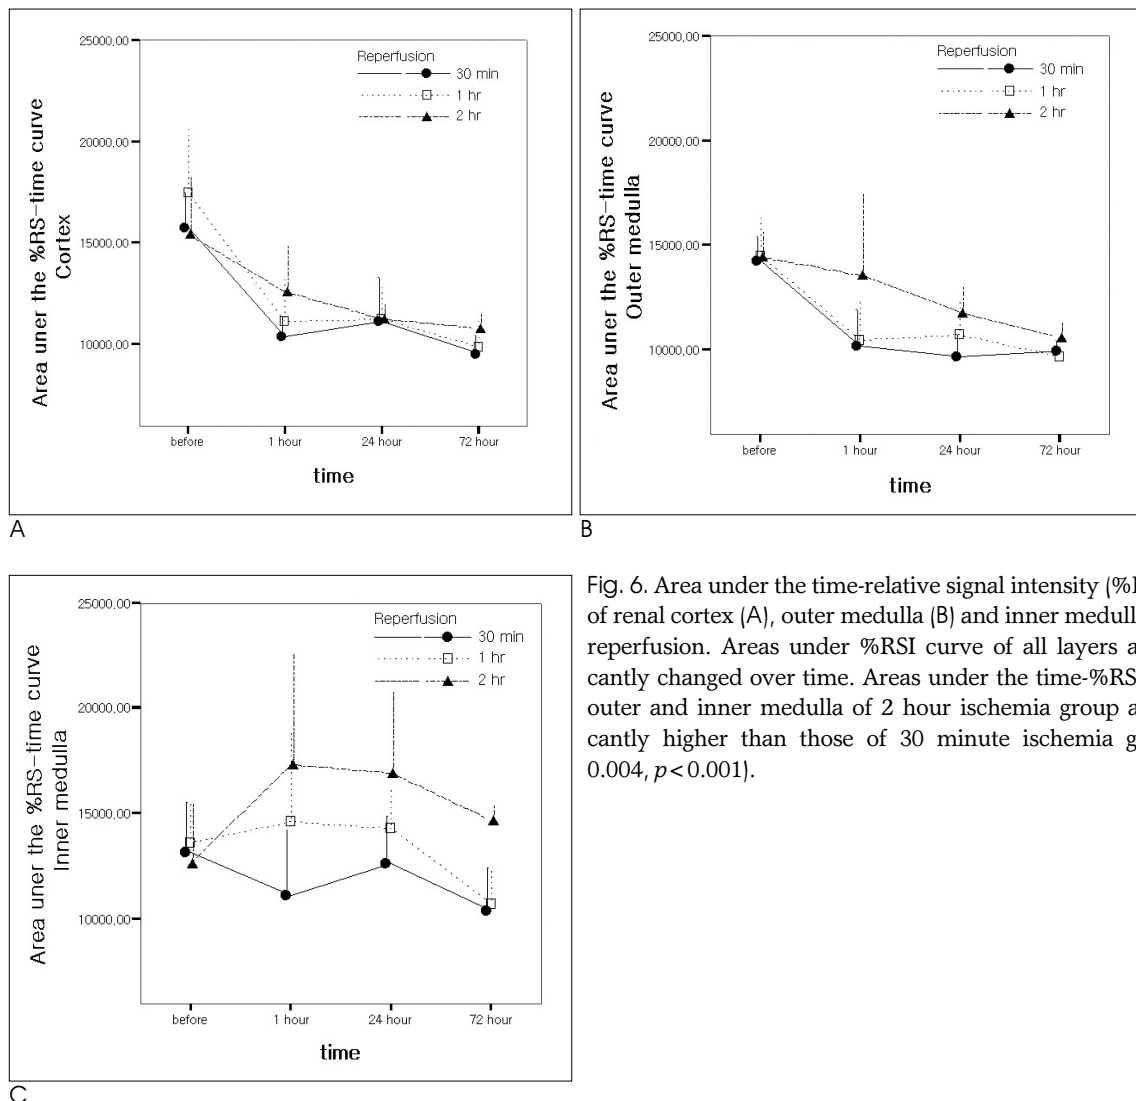 25000,00
20000,00
15000,00
10000,00
Area uner the %RS-time curve
Cortex
Reperfusion
30 min
1 hr
2 hr
before
1 hour
24 hour
72 hour
time
A
25000,00
20000,00
15000,00
10000,00
Area uner the %RS-time curve
Outer medulla
Reperfusion
30 min
1 hr
2 hr
before
1 hour
24 hour
72 hour
time
B
25000,00
20000,00
15000,00
10000,00
Area uner the %RS-time curve
Inner medulla
Reperfusion
30 min
1 hr
2 hr
before
1 hour
24 hour
72 hour
time
C
Fig. 6. Area under the time-relative signal intensity
of renal cortex (A), outer medulla (B) and inner
reperfusion. Areas under %RSI curve of all layers
cantly changed over time. Areas under the
outer and inner medulla of 2 hour ischemia group
cantly higher than those of 30 minute ischemia
0.004, p<0.001).